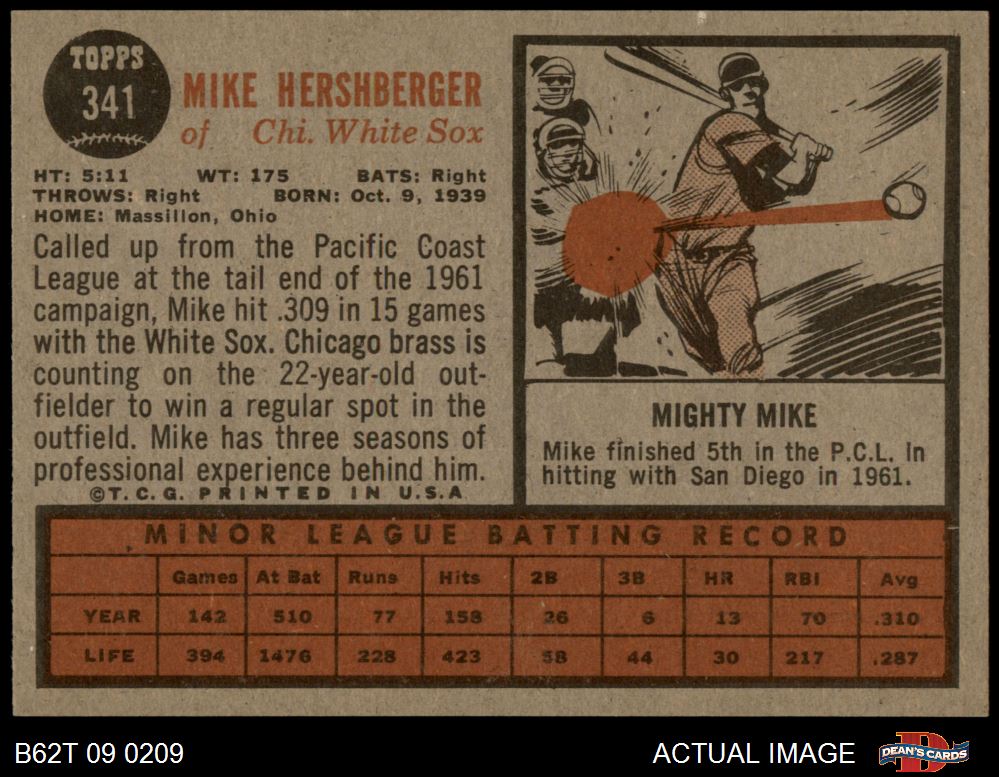 TOPPS
341
MIKE HERSHBERGER
of Chi. White Sox
HT: 5:11 WT: 175 BATS: Right
THROWS: Right BORN: Oct. 9, 1939
HOME: Massillon, Ohio
Called up from the Pacific Coast
League at the tail end of the 1961
campaign, Mike hit .309 in 15 games
with the White Sox. Chicago brass is
counting on the 22-year-old out-
fielder to win a regular spot in the
outfield. Mike has three seasons of
professional experience behind him.
©T.C.G. PRINTED IN U.S.A
MIGHTY MIKE
Mike finished 5th in the P.C.L. in
hitting with San Diego in 1961.
MINOR LEAGUE BATTING RECORD
Games At Bat Runs Hits 2B 3B HR RBI Avg
YEAR 142 510 77 158 26 6 13 70 .310
LIFE 394 1476 228 423 58 44 30 217 .287
B62T 09 0209 ACTUAL IMAGE DEAN'S CARDS